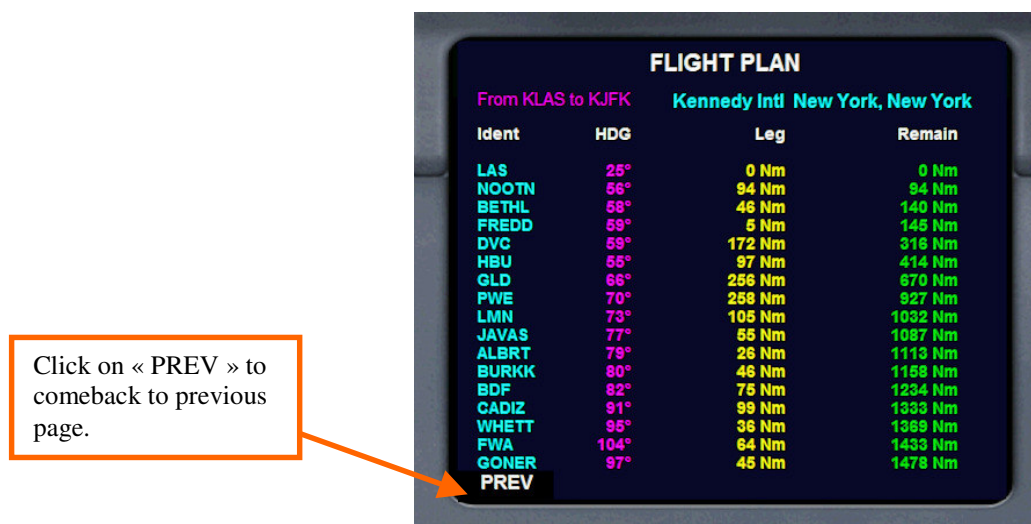 FLIGHT PLAN
From KLAS to KJFK Kennedy Intl New York, New York
Ident HDG Leg Remain
LAS 25° 0 Nm 0 Nm
NOOTN 56° 94 Nm 94 Nm
BETHL 58° 46 Nm 140 Nm
FREDD 59° 5 Nm 145 Nm
DVC 59° 172 Nm 316 Nm
HBU 55° 97 Nm 414 Nm
GLD 66° 256 Nm 670 Nm
PWE 70° 258 Nm 927 Nm
LMN 73° 105 Nm 1032 Nm
JAVAS 77° 55 Nm 1087 Nm
ALBRT 79° 26 Nm 1113 Nm
BURKK 80° 46 Nm 1158 Nm
BDF 82° 75 Nm 1234 Nm
CADIZ 91° 99 Nm 1333 Nm
WHETT 95° 36 Nm 1369 Nm
FWA 104° 64 Nm 1433 Nm
GONER 97° 45 Nm 1478 Nm
PREV
Click on « PREV » to
comeback to previous
page.